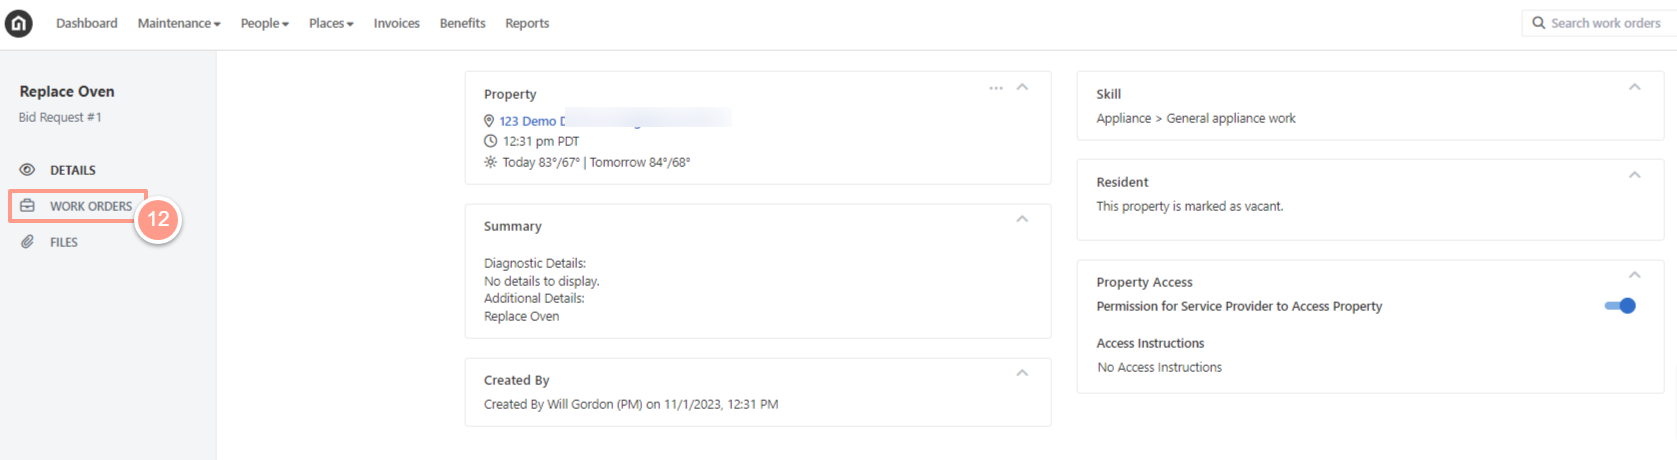 Dashboard Maintenance People Places Invoices Benefits Reports Search work orders
Replace Oven
Bid Request #1
DETAILS
WORK ORDERS
12
FILES
Property
123 Demo
12:31 pm PDT
Today 83°/67° | Tomorrow 84°/68°
Summary
Diagnostic Details:
No details to display.
Additional Details:
Replace Oven
Created By
Created By Will Gordon (PM) on 11/1/2023, 12:31 PM
Skill
Appliance > General appliance work
Resident
This property is marked as vacant.
Property Access
Permission for Service Provider to Access Property
Access Instructions
No Access Instructions